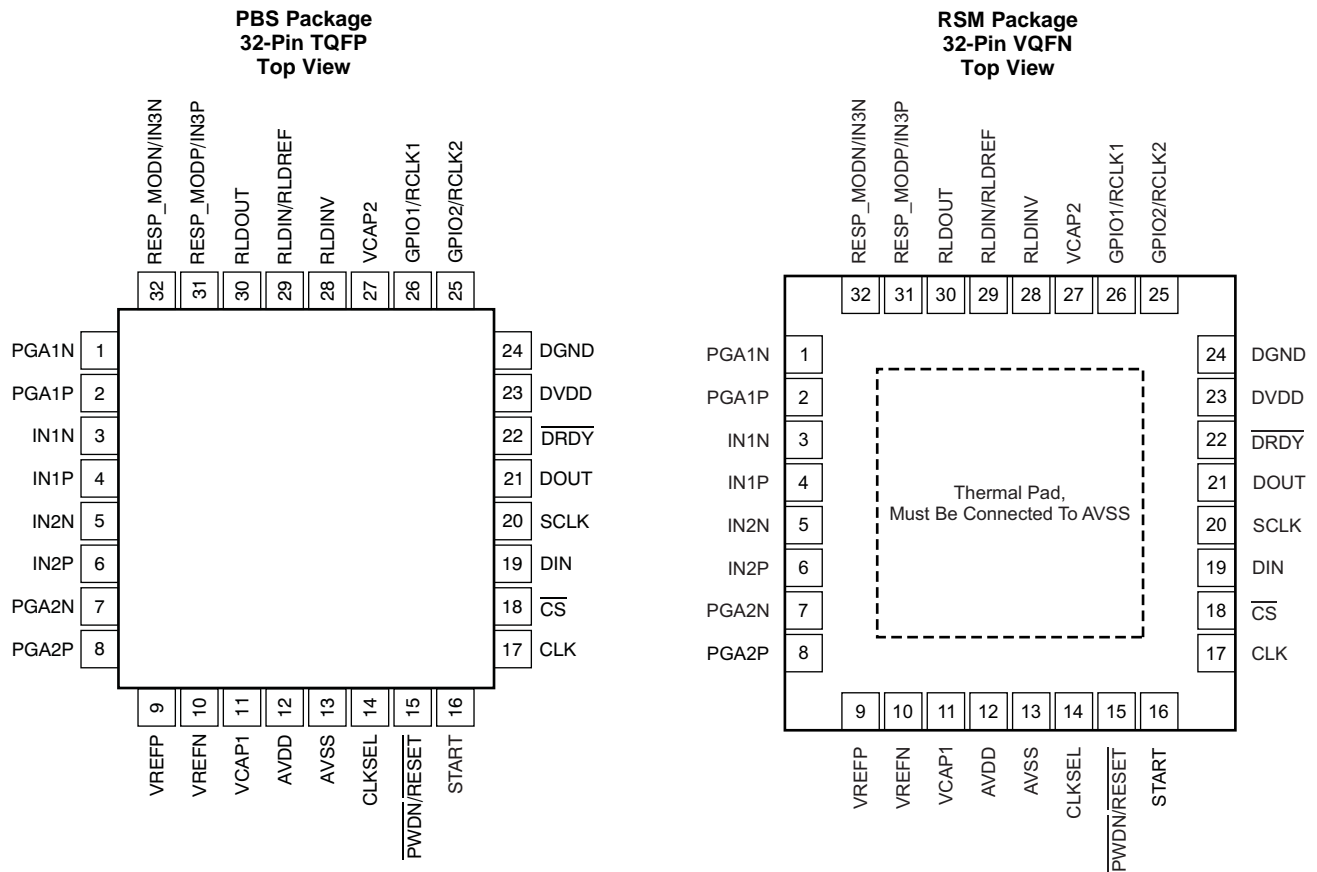 PBS Package
32-Pin TQFP
Top View
RESP_MODN/IN3N
RESP_MODP/IN3P
RLDOUT
RLDIN/RLDREF
RLDINV
VCAP2
GPIO1/RCLK1
GPIO2/RCLK2
32
31
30
29
28
27
26
25
PGA1N 1
PGA1P 2
IN1N 3
IN1P 4
IN2N 5
IN2P 6
PGA2N 7
PGA2P 8
24 DGND
23 DVDD
22 DRDY
21 DOUT
20 SCLK
19 DIN
18 CS
17 CLK
9
10
11
12
13
14
15
16
VREFP
VREFN
VCAP1
AVDD
AVSS
CLKSEL
PWDN/RESET
START
RSM Package
32-Pin VQFN
Top View
RESP_MODN/IN3N
RESP_MODP/IN3P
RLDOUT
RLDIN/RLDREF
RLDINV
VCAP2
GPIO1/RCLK1
GPIO2/RCLK2
32
31
30
29
28
27
26
25
PGA1N 1
PGA1P 2
IN1N 3
IN1P 4
IN2N 5
IN2P 6
PGA2N 7
PGA2P 8
Thermal Pad,
Must Be Connected To AVSS
24 DGND
23 DVDD
22 DRDY
21 DOUT
20 SCLK
19 DIN
18 CS
17 CLK
9
10
11
12
13
14
15
16
VREFP
VREFN
VCAP1
AVDD
AVSS
CLKSEL
PWDN/RESET
START